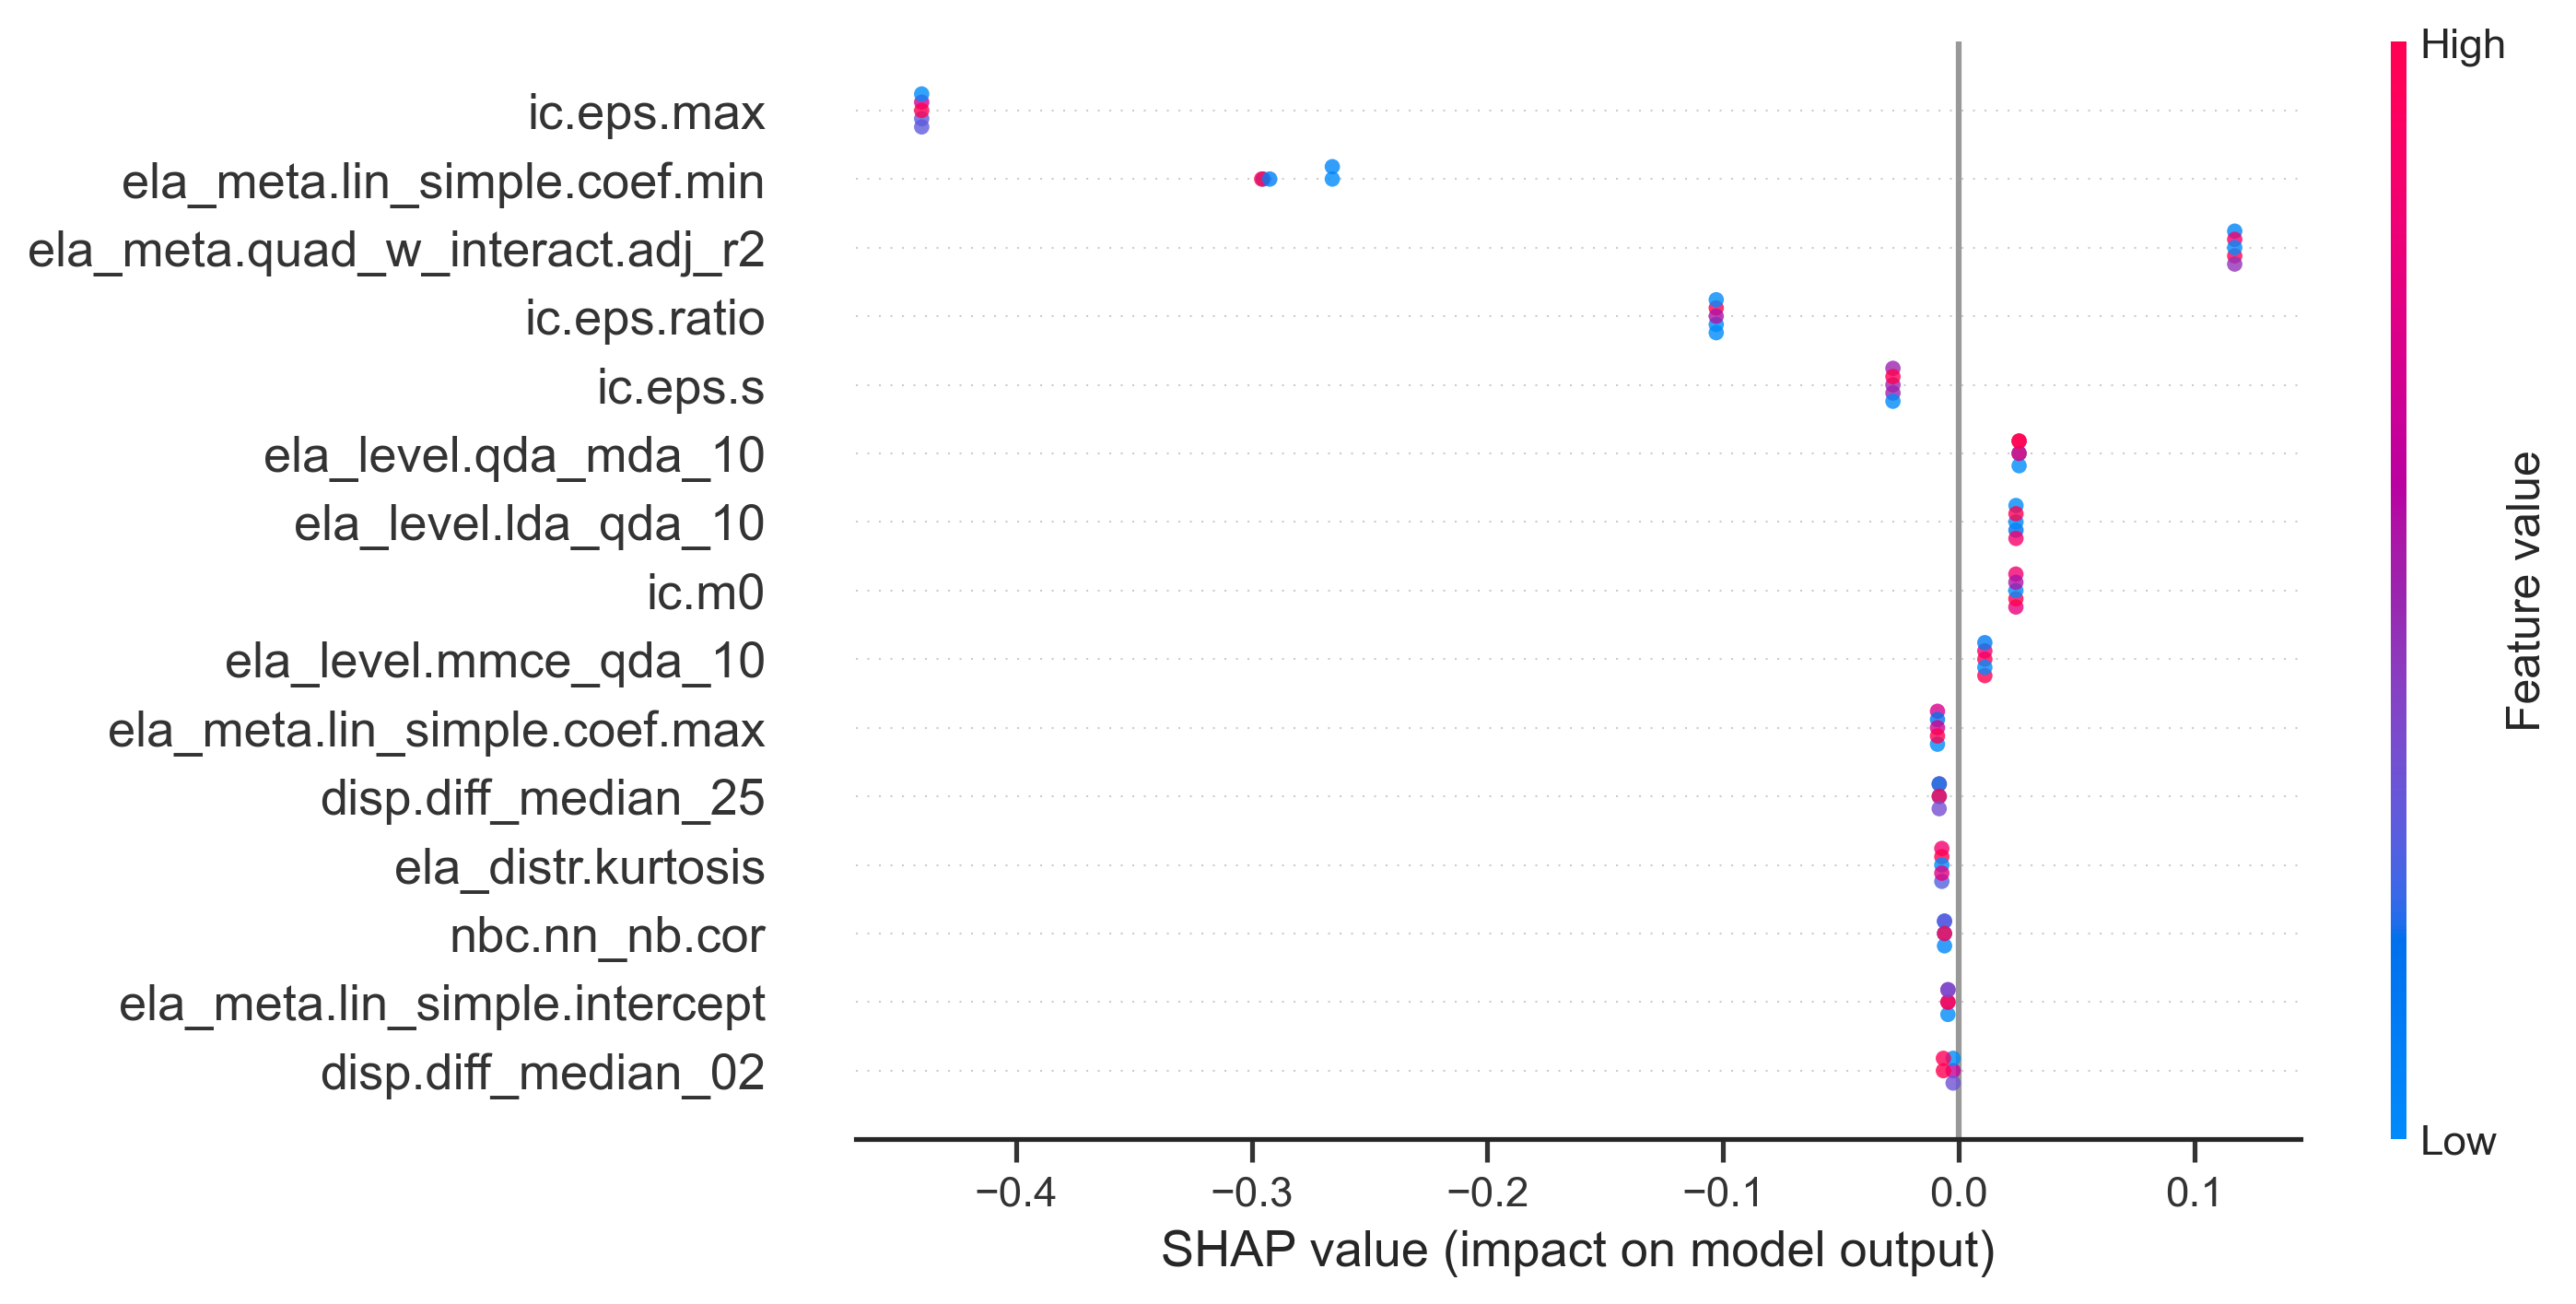 High
ic.eps.max
ela_meta.lin_simple.coef.min
ela_meta.quad_w_interact.adj_r2
ic.eps.ratio
ic.eps.s
ela_level.qda_mda_10
ela_level.lda_qda_10
ic.m0
ela_level.mmce_qda_10
ela_meta.lin_simple.coef.max
disp.diff_median_25
ela_distr.kurtosis
nbc.nn_nb.cor
ela_meta.lin_simple.intercept
disp.diff_median_02
Feature value
Low
−0.4 −0.3 −0.2 −0.1 0.0 0.1
SHAP value (impact on model output)